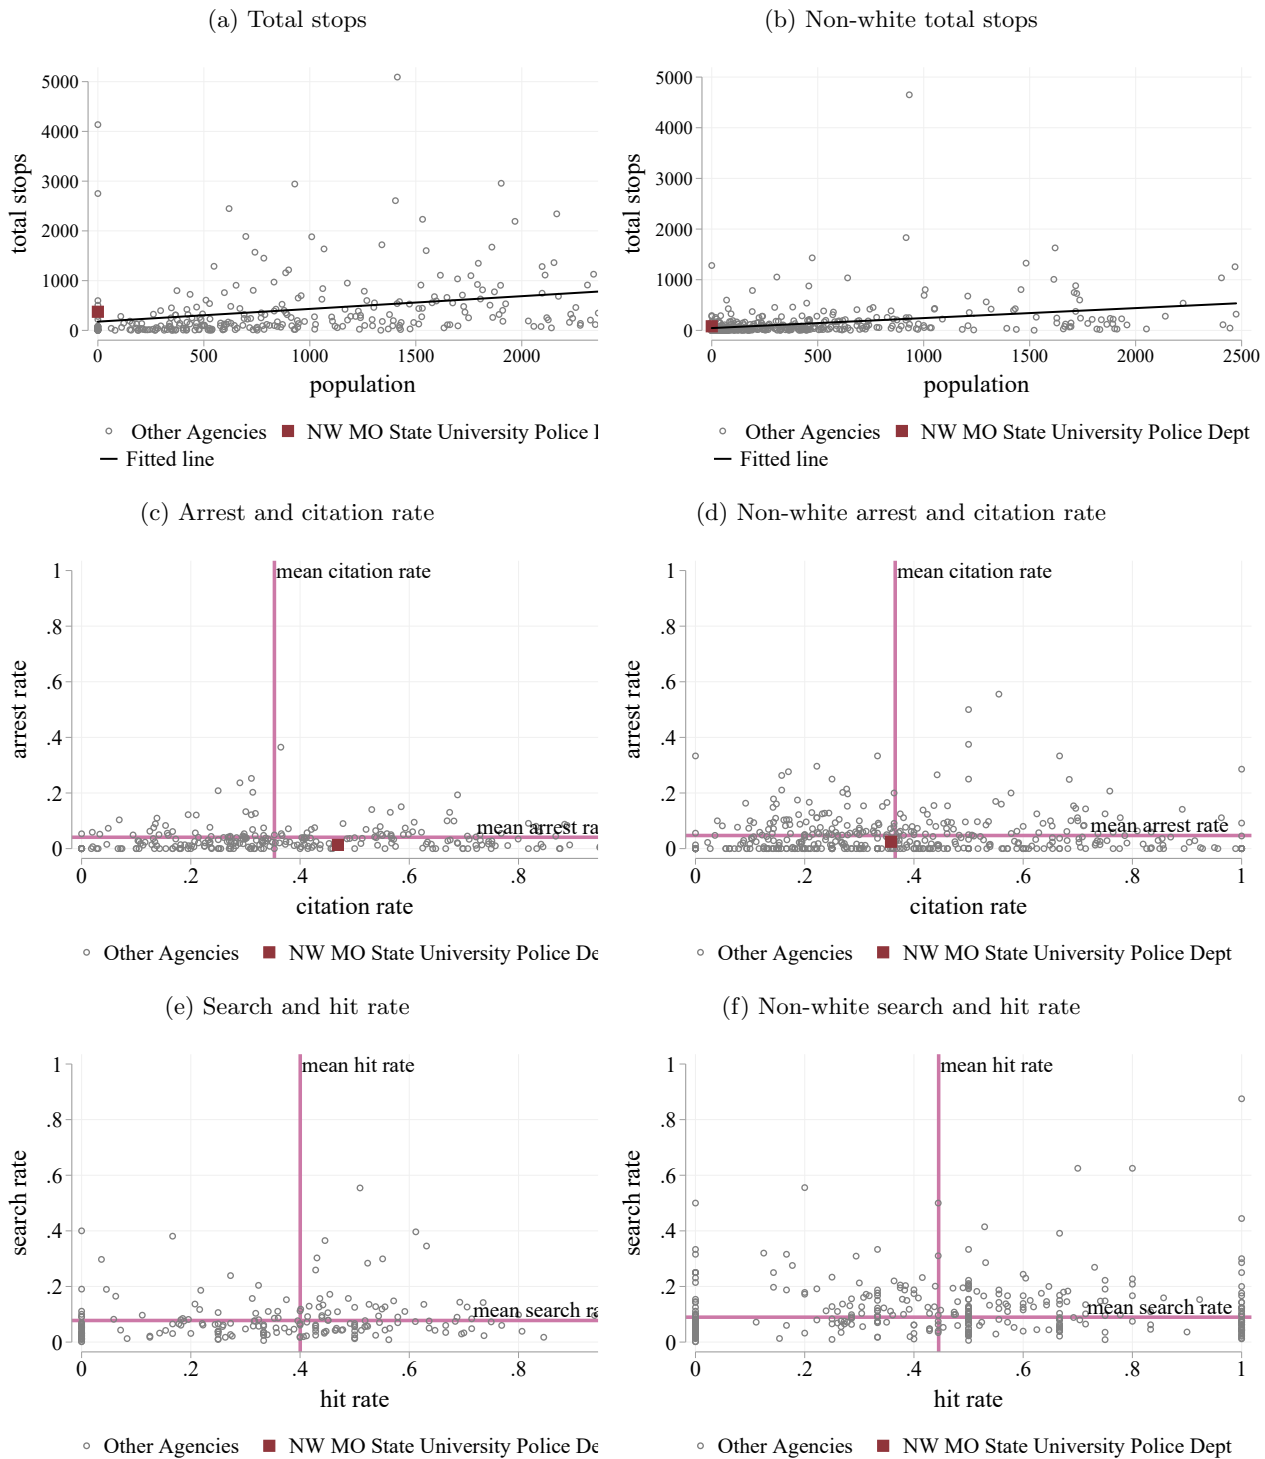 (a) Total stops
(b) Non-white total stops
total stops
5000
4000
3000
2000
1000
0
0 500 1000 1500 2000
population
Other Agencies NW MO State University Police
Fitted line
total stops
5000
4000
3000
2000
1000
0
0 500 1000 1500 2000 2500
population
Other Agencies NW MO State University Police Dept
Fitted line
(c) Arrest and citation rate
(d) Non-white arrest and citation rate
arrest rate
1
.8
.6
.4
.2
0
mean citation rate
mean arrest ra
0 .2 .4 .6 .8
citation rate
Other Agencies NW MO State University Police De
arrest rate
1
.8
.6
.4
.2
0
mean citation rate
mean arrest rate
0 .2 .4 .6 .8 1
citation rate
Other Agencies NW MO State University Police Dept
(e) Search and hit rate
(f) Non-white search and hit rate
search rate
1
.8
.6
.4
.2
0
mean hit rate
mean search ra
0 .2 .4 .6 .8
hit rate
Other Agencies NW MO State University Police De
search rate
1
.8
.6
.4
.2
0
mean hit rate
mean search rate
0 .2 .4 .6 .8 1
hit rate
Other Agencies NW MO State University Police Dept